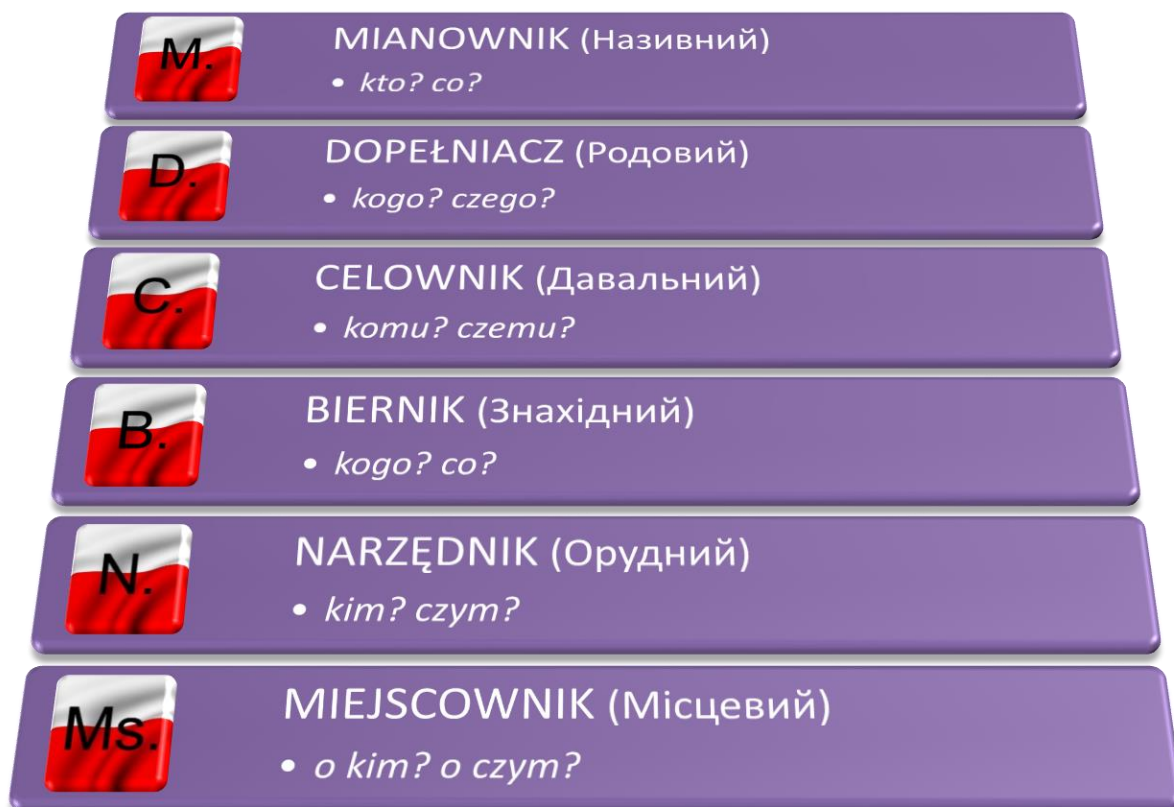 M.
MIANOWNIK (Називний)
• kto? co?
D.
DOPEŁNIACZ (Родовий)
• kogo? czego?
C.
CELOWNIK (Давальний)
• komu? czemu?
B.
BIERNIK (Знахідний)
• kogo? co?
N.
NARZĘDNIK (Орудний)
• kim? czym?
Ms.
MIEJSCOWNIK (Місцевий)
• o kim? o czym?